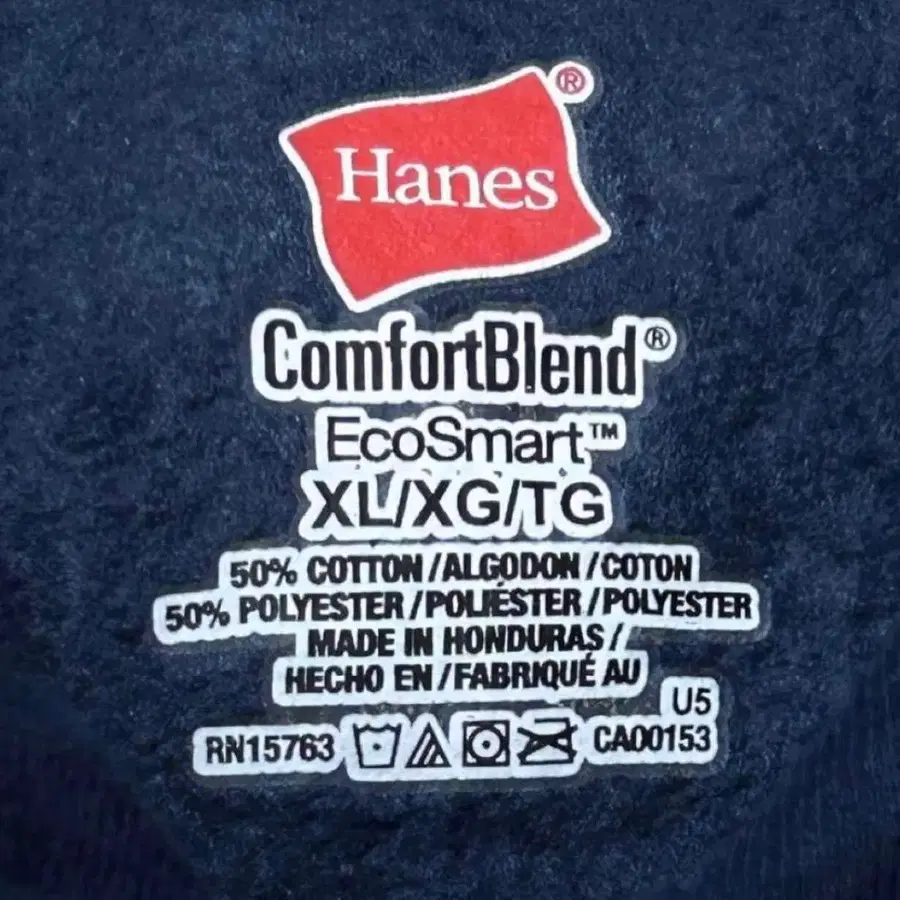 Hanes®
ComfortBlend®
EcoSmart™
XL/XG/TG
50% COTTON/ALGODON/COTON
50% POLYESTER/POLIÉSTER/POLYESTER
MADE IN HONDURAS/
HECHO EN/FABRIQUÉ AU
U5
RN15763 CA00153